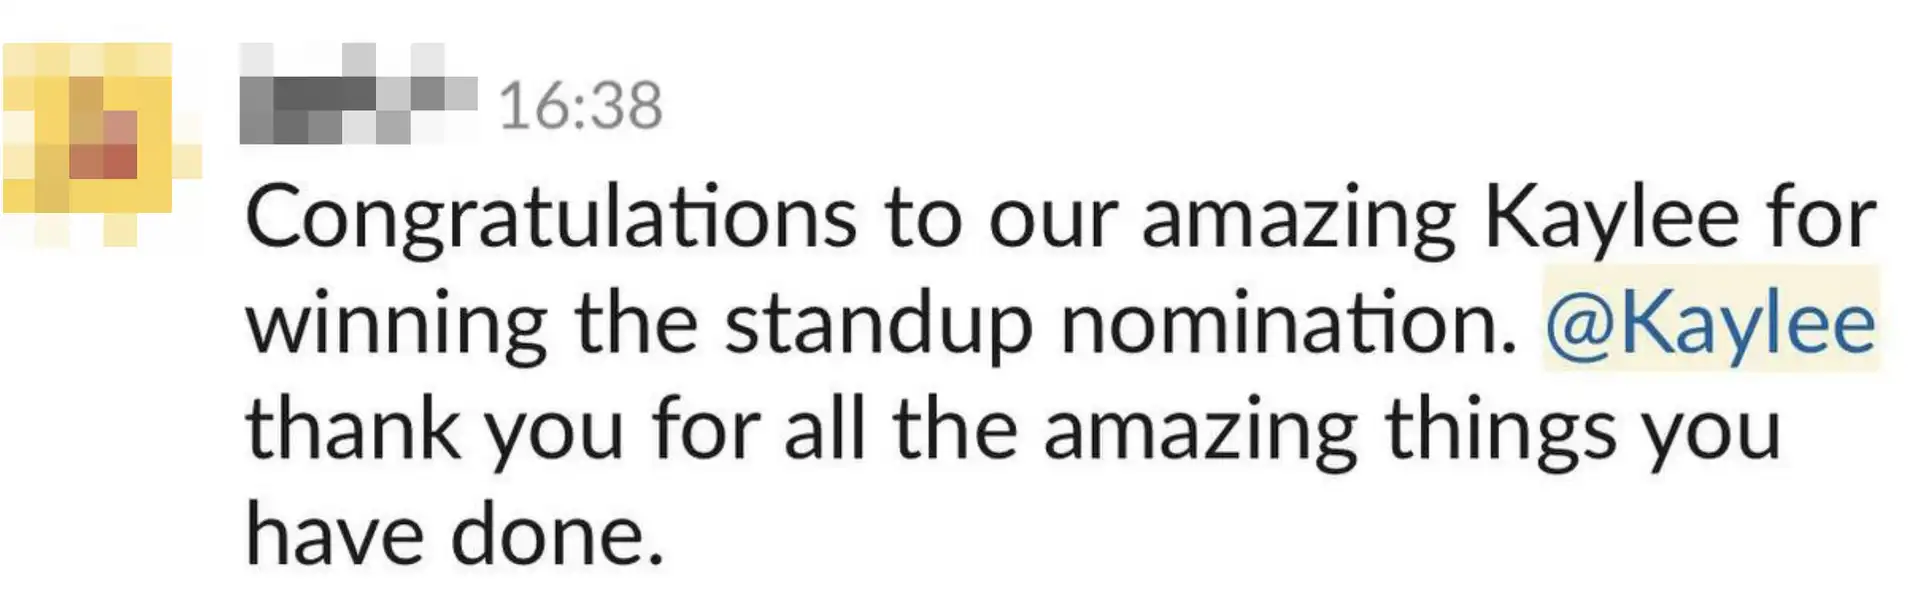 16:38
Congratulations to our amazing Kaylee for
winning the standup nomination. @Kaylee
thank you for all the amazing things you
have done.